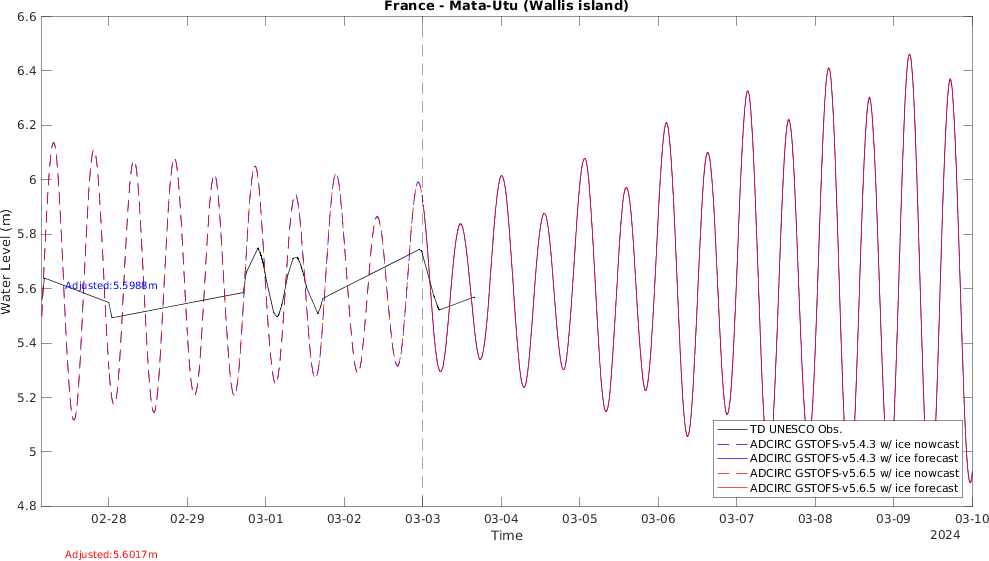 France - Mata-Utu (Wallis island)
6.6
6.4
6.2
6
5.8
5.6
5.4
5.2
5
4.8
Water Level (m)
Adjusted:5.5988m
TD UNESCO Obs.
ADCIRC GSTOFS-v5.4.3 w/ ice nowcast
ADCIRC GSTOFS-v5.4.3 w/ ice forecast
ADCIRC GSTOFS-v5.6.5 w/ ice nowcast
ADCIRC GSTOFS-v5.6.5 w/ ice forecast
02-28 02-29 03-01 03-02 03-03 03-04 03-05 03-06 03-07 03-08 03-09 03-10
Time
2024
Adjusted:5.6017m